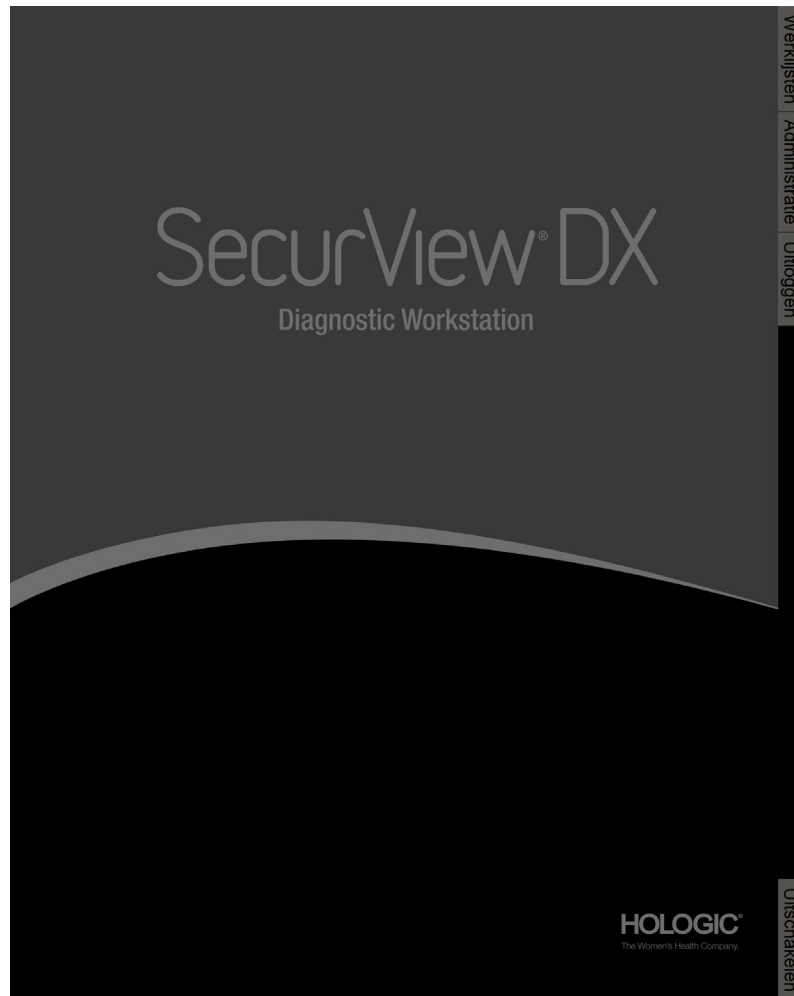 SecurView® DX
Diagnostic Workstation
Werklijsten
Administratie
Uitloggen
HOLOGIC®
The Women's Health Company.
Uitschakelen